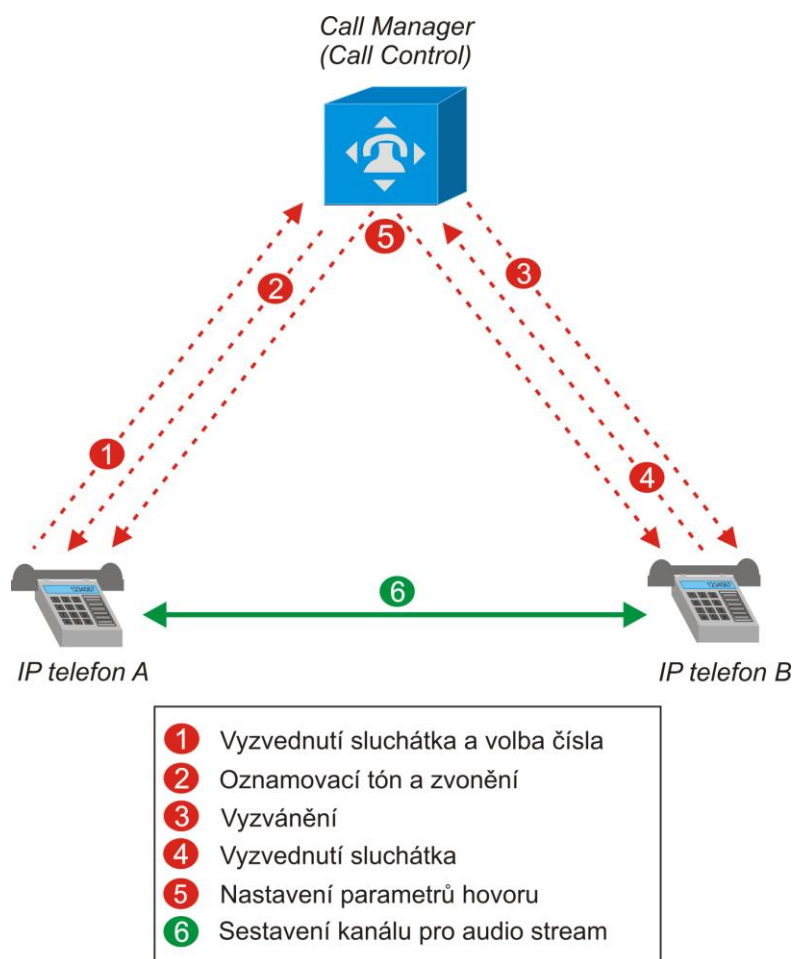 Call Manager
(Call Control)
5
2
3
1
4
1234567
1234567
6
IP telefon A
IP telefon B
1 Vyzvednutí sluchátka a volba čísla
2 Oznamovací tón a zvonění
3 Vyzvánění
4 Vyzvednutí sluchátka
5 Nastavení parametrů hovoru
6 Sestavení kanálu pro audio stream